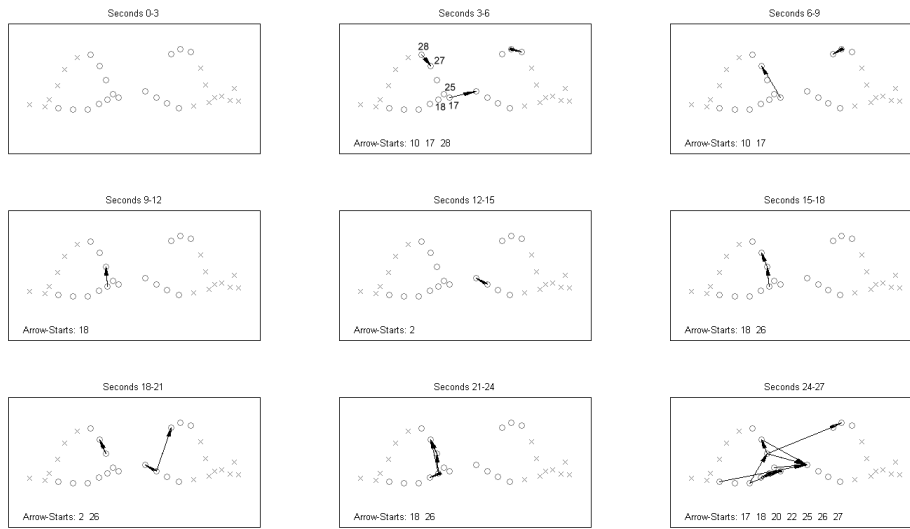 Seconds 0-3
Seconds 3-6
28
27
25
18 17
Arrow-Starts: 10 17 28
Seconds 6-9
Arrow-Starts: 10 17
Seconds 9-12
Arrow-Starts: 18
Seconds 12-15
Arrow-Starts: 2
Seconds 15-18
Arrow-Starts: 18 26
Seconds 18-21
Arrow-Starts: 2 26
Seconds 21-24
Arrow-Starts: 18 26
Seconds 24-27
Arrow-Starts: 17 18 20 22 25 26 27